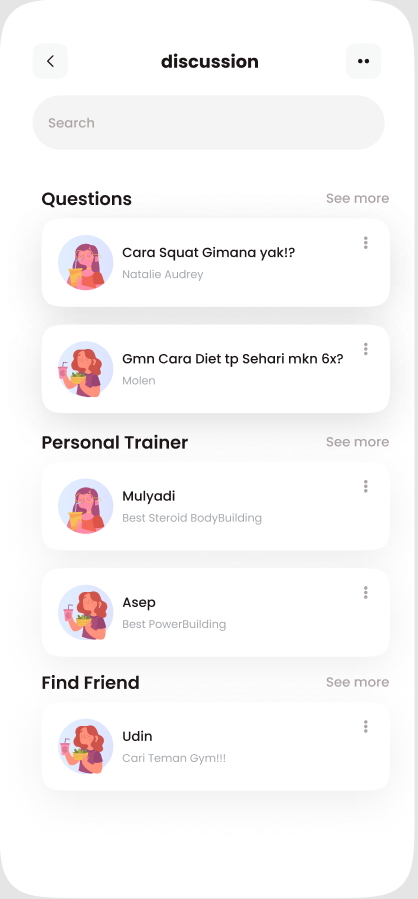 discussion
Search
Questions
See more
Cara Squat Gimana yak!?
Natalie Audrey
Gmn Cara Diet tp Sehari mkn 6x?
Molen
Personal Trainer
See more
Mulyadi
Best Steroid BodyBuilding
Asep
Best PowerBuilding
Find Friend
See more
Udin
Cari Teman Gym!!!